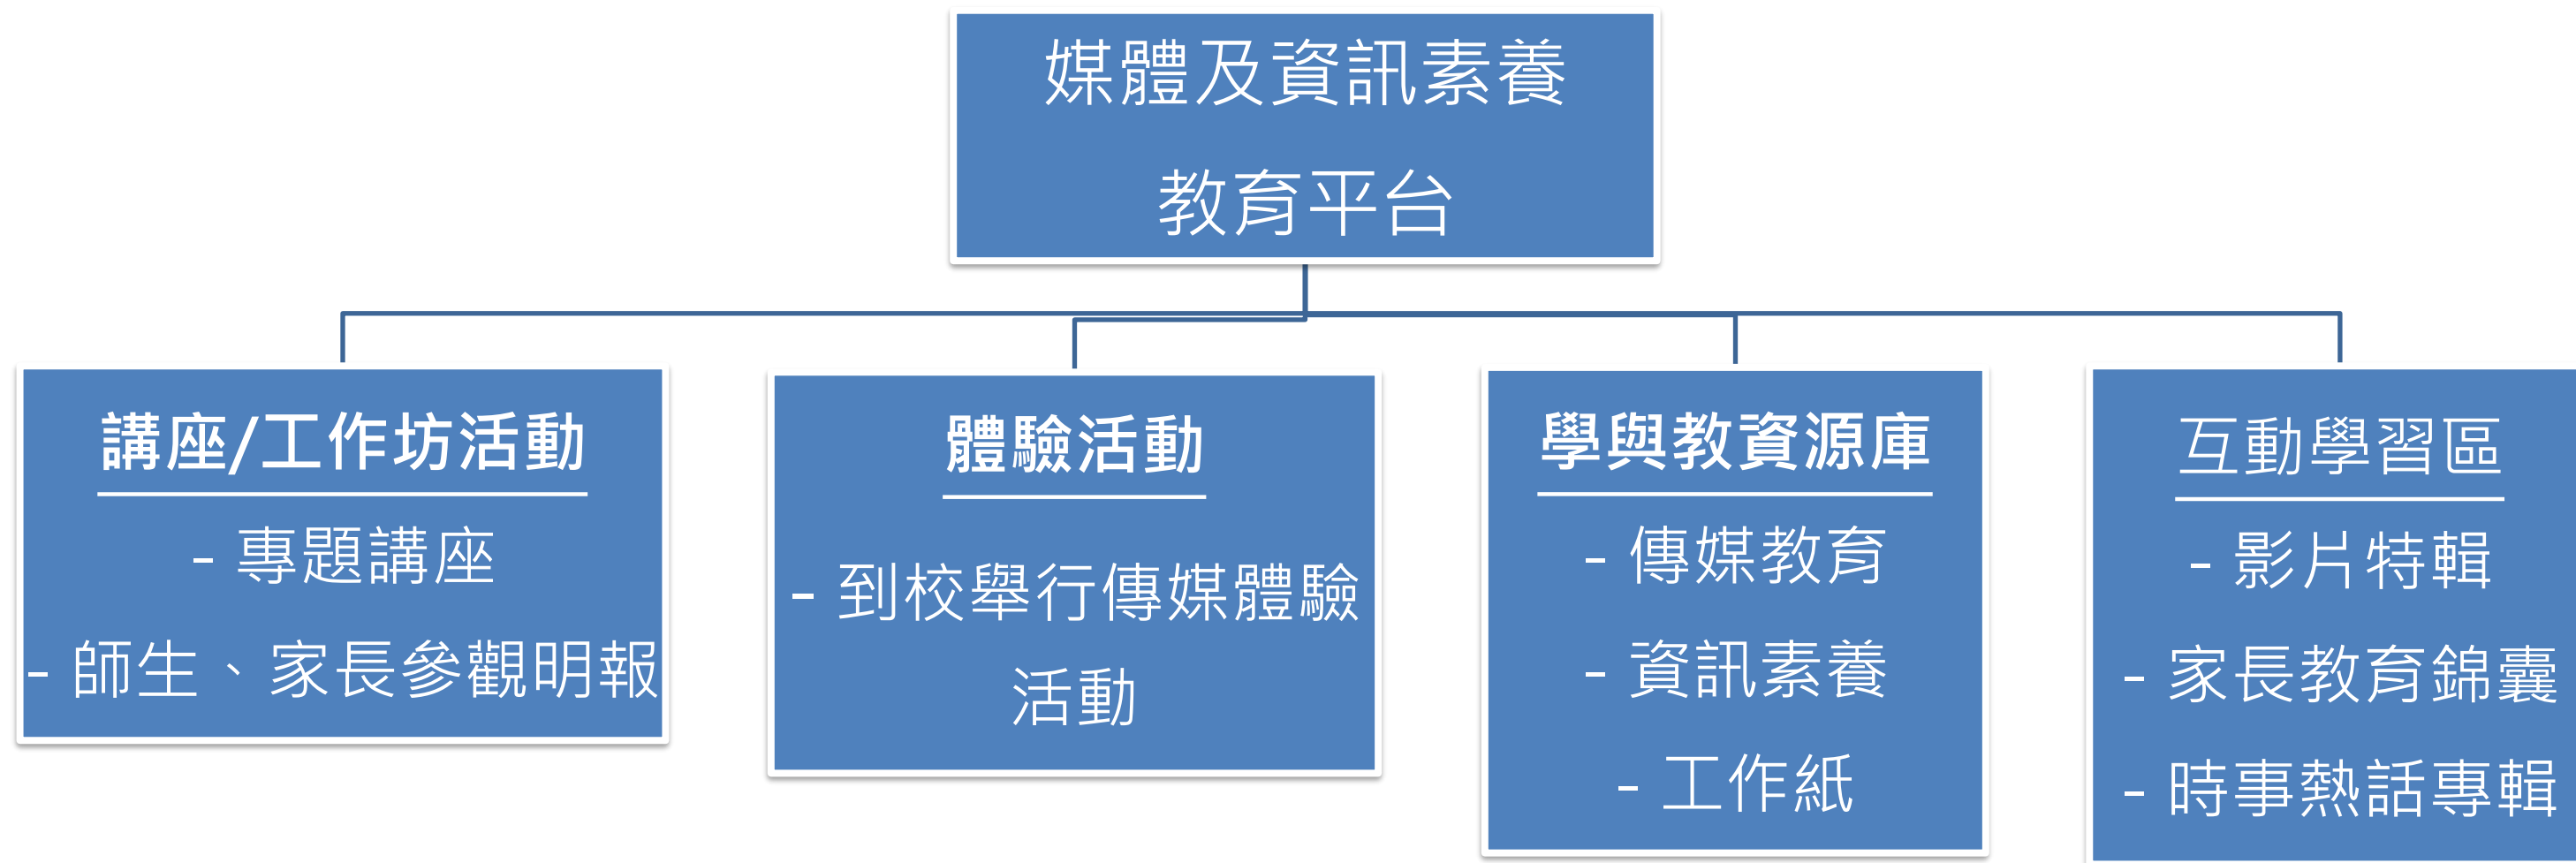 媒體及資訊素養
教育平台
講座/工作坊活動
- 專題講座
- 師生、家長參觀明報
體驗活動
- 到校舉行傳媒體驗
活動
學與教資源庫
- 傳媒教育
- 資訊素養
- 工作紙
互動學習區
- 影片特輯
- 家長教育錦囊
- 時事熱話專輯